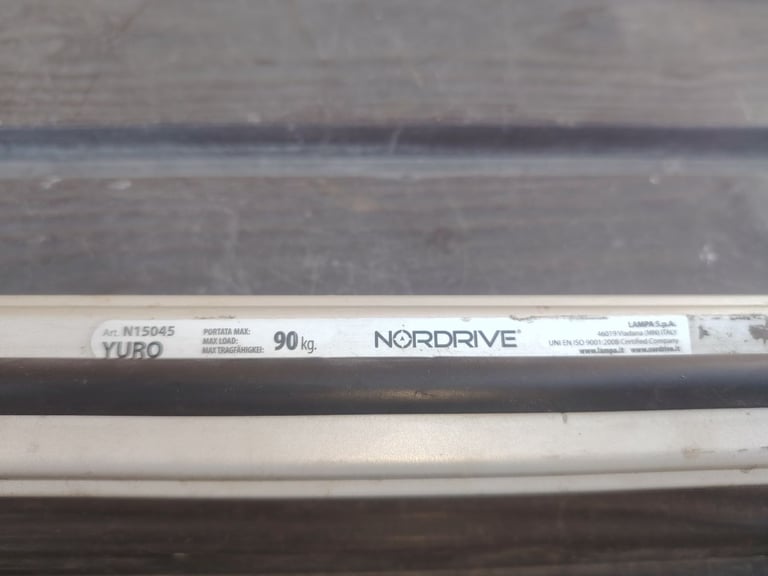 Art. N15045
YURO
PORTATA MAX:
MAX LOAD:
MAX TRAGFÄHIGKEI:
90 kg.
NORDRIVE®
LAMPA S.p.A.
46019 Viadana (MN) ITALY
UNI EN ISO 9001:2008 Certified Company
www.lampa.it www.nordrive.it